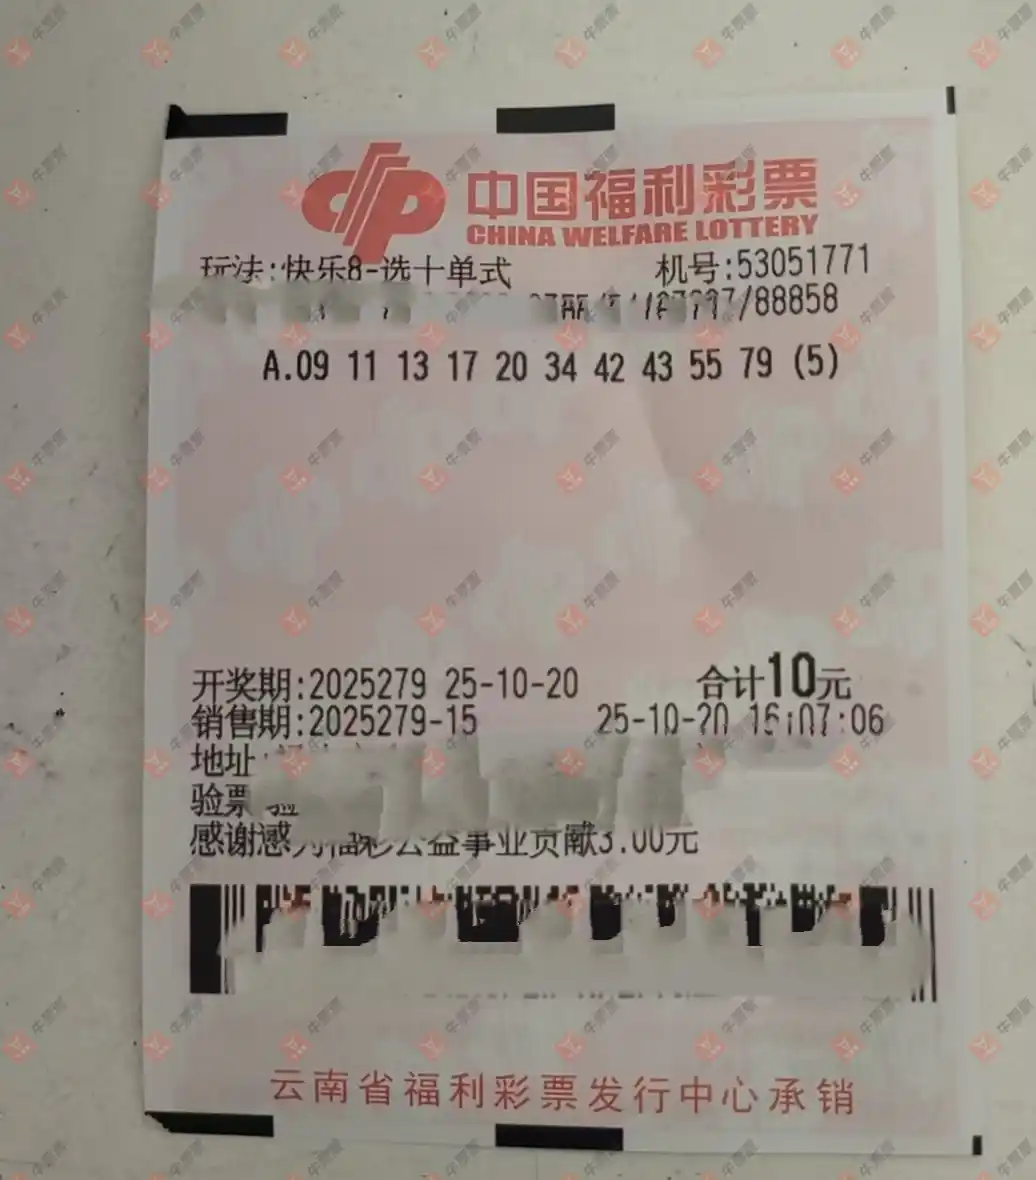 中国福利彩票
CHINA WELFARE LOTTERY
玩法:快乐8-选十单式 机号:53051771
/88858
A.09 11 13 17 20 34 42 43 55 79 (5)
开奖期:2025279 25-10-20 合计10元
销售期:2025279-15 25-10-20 16:07:06
地址
验票
感谢 为福彩公益事业贡献3.00元
云南省福利彩票发行中心承销